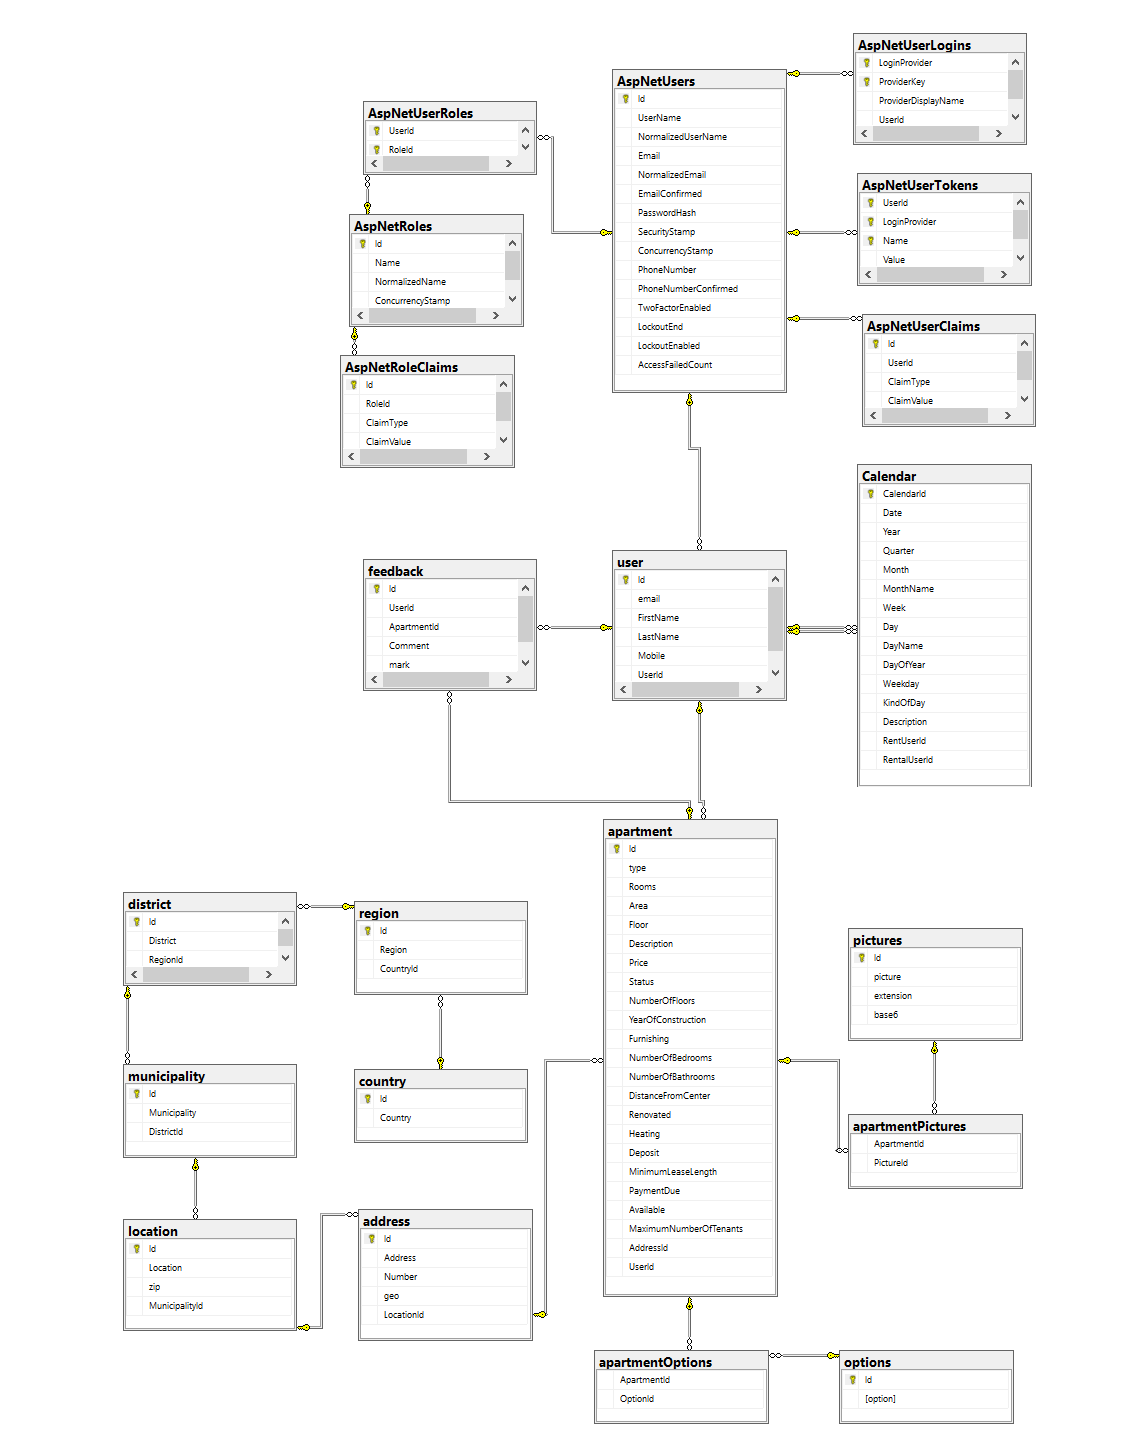 AspNetUserLogins
LoginProvider
ProviderKey
ProviderDisplayName
UserId
AspNetUsers
Id
UserName
NormalizedUserName
Email
NormalizedEmail
EmailConfirmed
PasswordHash
SecurityStamp
ConcurrencyStamp
PhoneNumber
PhoneNumberConfirmed
TwoFactorEnabled
LockoutEnd
LockoutEnabled
AccessFailedCount
AspNetUserRoles
UserId
RoleId
AspNetUserTokens
UserId
LoginProvider
Name
Value
AspNetRoles
Id
Name
NormalizedName
ConcurrencyStamp
AspNetUserClaims
Id
UserId
ClaimType
ClaimValue
AspNetRoleClaims
Id
RoleId
ClaimType
ClaimValue
Calendar
CalendarId
Date
Year
Quarter
Month
MonthName
Week
Day
DayName
DayOfYear
Weekday
KindOfDay
Description
RentUserId
RentalUserId
feedback
Id
UserId
ApartmentId
Comment
mark
user
Id
email
FirstName
LastName
Mobile
UserId
apartment
Id
type
Rooms
Area
Floor
Description
Price
Status
NumberOfFloors
YearOfConstruction
Furnishing
NumberOfBedrooms
NumberOfBathrooms
DistanceFromCenter
Renovated
Heating
Deposit
MinimumLeaseLength
PaymentDue
Available
MaximumNumberOfTenants
AddressId
UserId
district
Id
District
RegionId
region
Id
Region
CountryId
pictures
Id
picture
extension
base6
municipality
Id
Municipality
DistrictId
country
Id
Country
apartmentPictures
ApartmentId
PictureId
location
Id
Location
zip
MunicipalityId
address
Id
Address
Number
geo
LocationId
apartmentOptions
ApartmentId
OptionId
options
Id
[option]